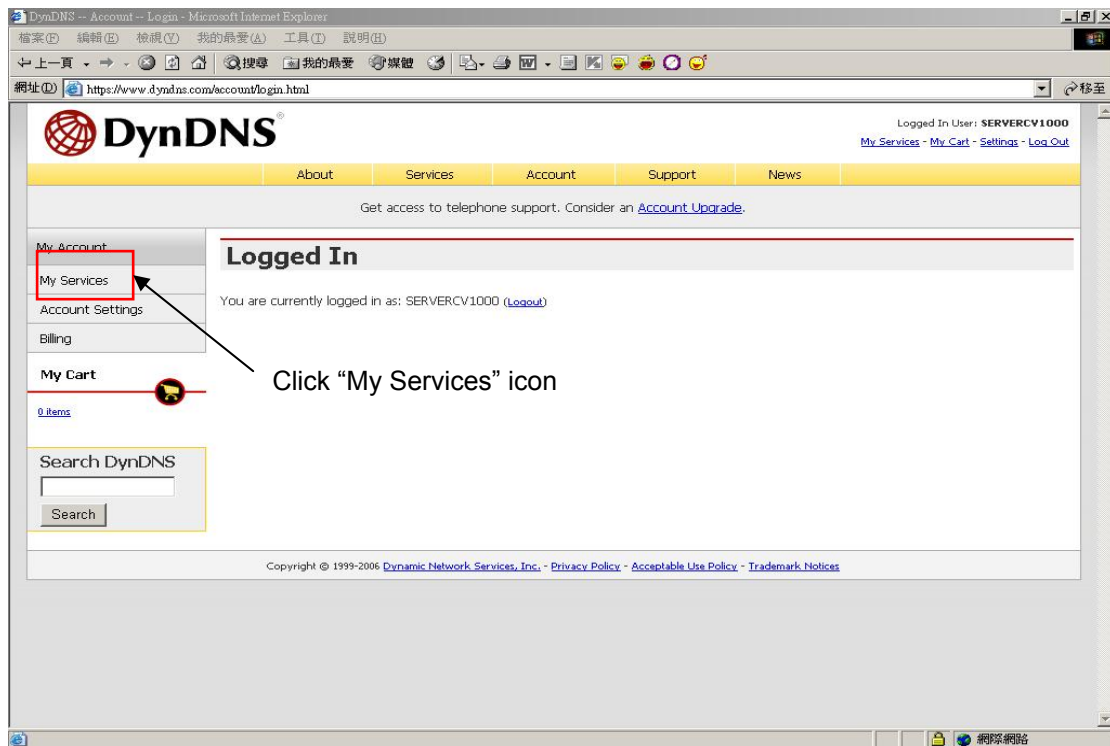 DynDNS -- Account -- Login - Microsoft Internet Explorer
檔案(F) 編輯(E) 檢視(V) 我的最愛(A) 工具(T) 說明(H)
上一頁 搜尋 我的最愛 媒體
網址(D) https://www.dyndns.com/account/login.html 移至
DynDNS®
Logged In User: SERVERCV1000
My Services - My Cart - Settings - Log Out
About Services Account Support News
Get access to telephone support. Consider an Account Upgrade.
My Account
My Services
Account Settings
Billing
My Cart
0 items
Search DynDNS
Search
Logged In
You are currently logged in as: SERVERCV1000 (Logout)
Click “My Services” icon
Copyright © 1999-2006 Dynamic Network Services, Inc. - Privacy Policy - Acceptable Use Policy - Trademark Notices
網際網路